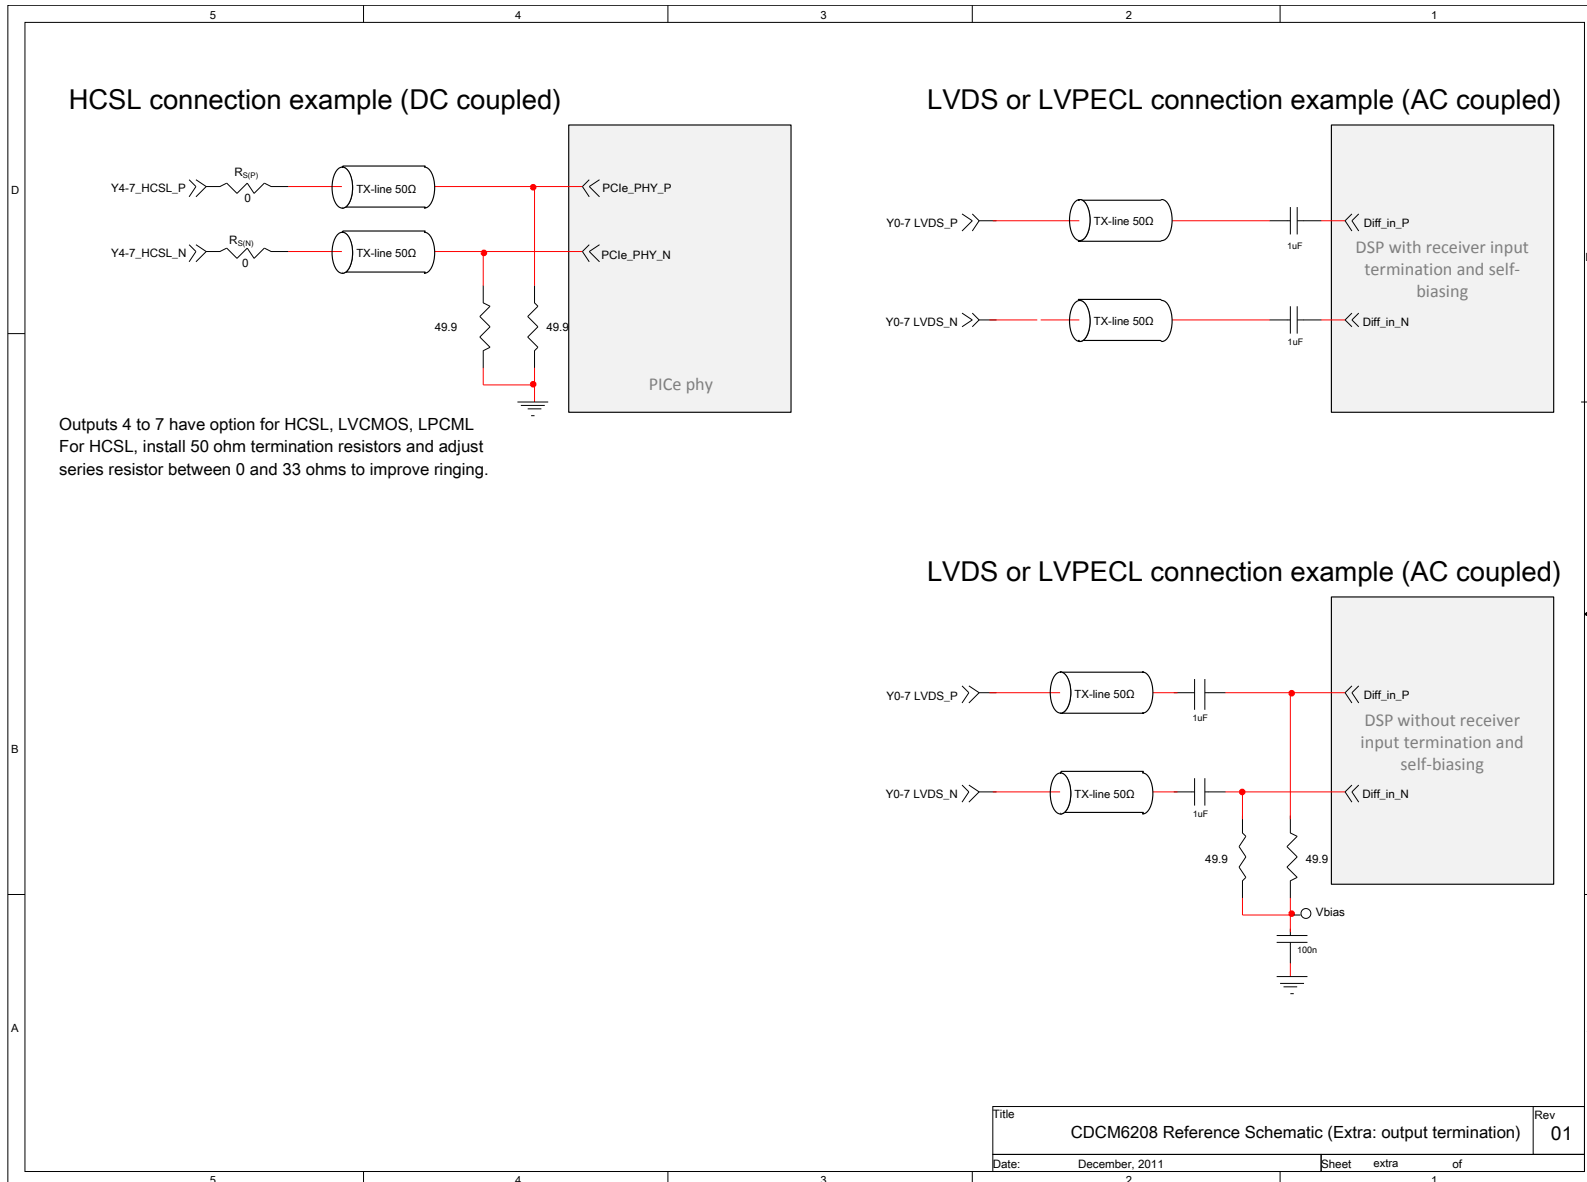 5 4 3 2 1
HCSL connection example (DC coupled)
Y4-7_HCSL_P
RS(P)
0
TX-line 50Ω
PCIe_PHY_P
Y4-7_HCSL_N
RS(N)
0
TX-line 50Ω
PCIe_PHY_N
49.9
49.9
PICe phy
Outputs 4 to 7 have option for HCSL, LVCMOS, LPCML
For HCSL, install 50 ohm termination resistors and adjust
series resistor between 0 and 33 ohms to improve ringing.
LVDS or LVPECL connection example (AC coupled)
Y0-7 LVDS_P
TX-line 50Ω
1uF
Diff_in_P
DSP with receiver input
termination and self-
biasing
Y0-7 LVDS_N
TX-line 50Ω
1uF
Diff_in_N
LVDS or LVPECL connection example (AC coupled)
Y0-7 LVDS_P
TX-line 50Ω
1uF
Diff_in_P
DSP without receiver
input termination and
self-biasing
Y0-7 LVDS_N
TX-line 50Ω
1uF
Diff_in_N
49.9
49.9
Vbias
100n
D
B
A
Title
CDCM6208 Reference Schematic (Extra: output termination)
Rev
01
Date:
December, 2011
Sheet extra of
5 4 3 2 1